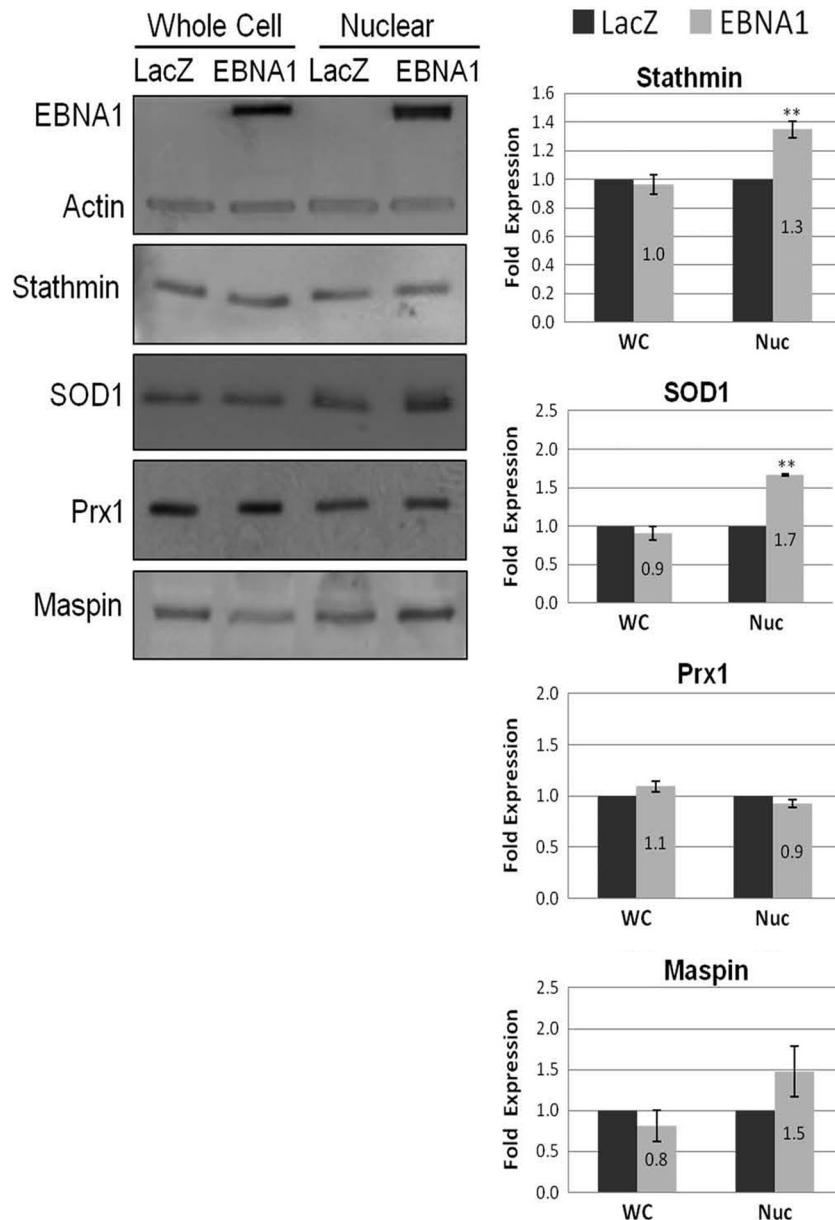 Whole Cell Nuclear
LacZ EBNA1 LacZ EBNA1
EBNA1
Actin
Stathmin
SOD1
Prx1
Maspin
LacZ EBNA1
Stathmin
Fold Expression
1.6
1.4
1.2
1.0
0.8
0.6
0.4
0.2
0.0
**
1.0
1.3
WC Nuc
SOD1
Fold Expression
2.5
2.0
1.5
1.0
0.5
0.0
**
0.9
1.7
WC Nuc
Prx1
Fold Expression
2.0
1.5
1.0
0.5
0.0
1.1
0.9
WC Nuc
Maspin
Fold Expression
2.5
2.0
1.5
1.0
0.5
0.0
0.8
1.5
WC Nuc